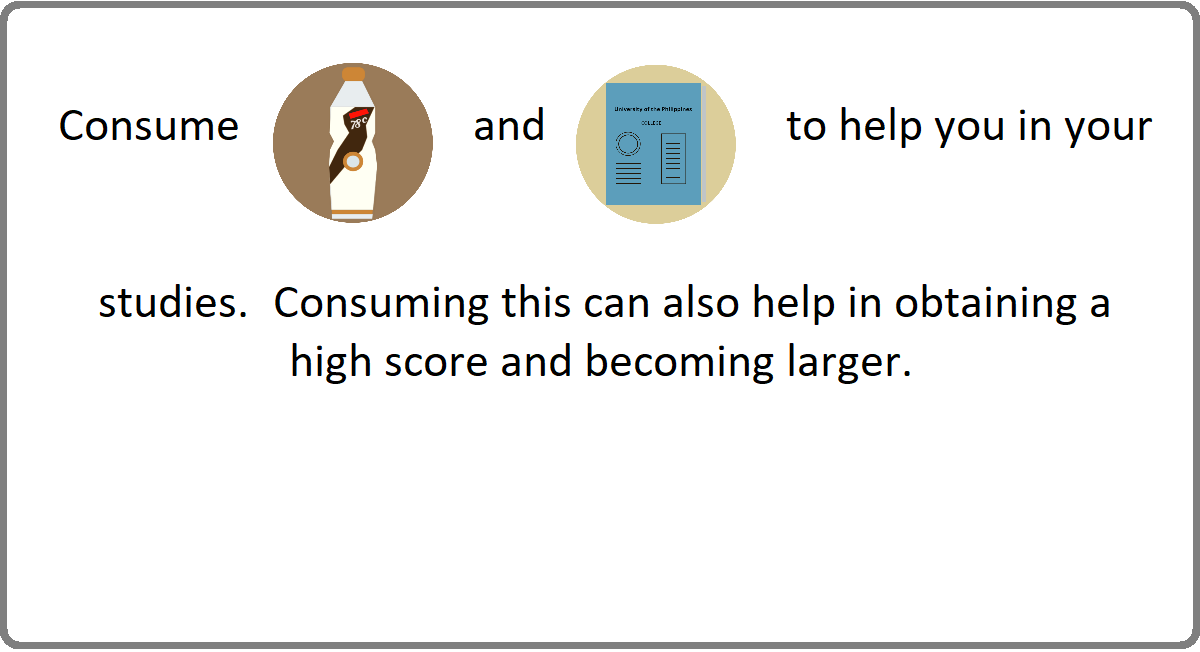 Consume and to help you in your
78°C
University of the Philippines
COLLEGE
studies. Consuming this can also help in obtaining a
high score and becoming larger.